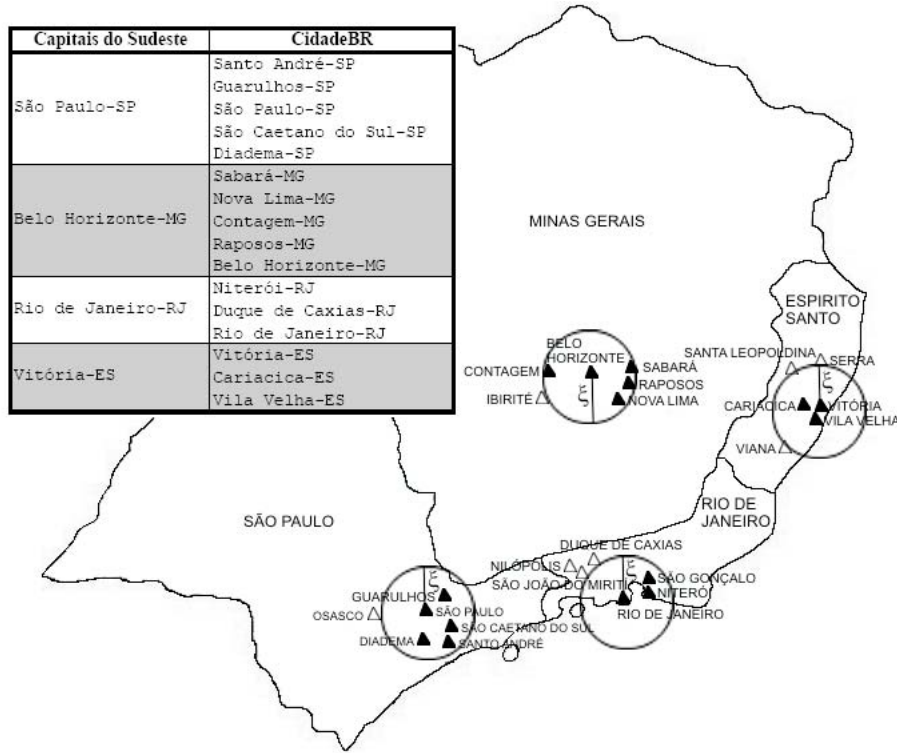 Capitais do Sudeste
CidadeBR
São Paulo-SP
Santo André-SP
Guarulhos-SP
São Paulo-SP
São Caetano do Sul-SP
Diadema-SP
Belo Horizonte-MG
Sabará-MG
Nova Lima-MG
Contagem-MG
Raposos-MG
Belo Horizonte-MG
Rio de Janeiro-RJ
Niterói-RJ
Duque de Caxias-RJ
Rio de Janeiro-RJ
Vitória-ES
Vitória-ES
Cariacica-ES
Vila Velha-ES
MINAS GERAIS
ESPIRITO
SANTO
BELO
HORIZONTE
CONTAGEM
SABARÁ
RAPOSOS
IBIRITÉ
ξ
NOVA LIMA
SANTA LEOPOLDINA
SERRA
ξ
CARIACICA
VITÓRIA
VILA VELHA
VIANA
RIO DE
JANEIRO
SÃO PAULO
DUQUE DE CAXIAS
NILÓPOLIS
ξ
SÃO JOÃO DO MIRITI
SÃO GONÇALO
NITERÓI
RIO DE JANEIRO
ξ
GUARULHOS
OSASCO
SÃO PAULO
SÃO CAETANO DO SUL
DIADEMA
SANTO ANDRÉ